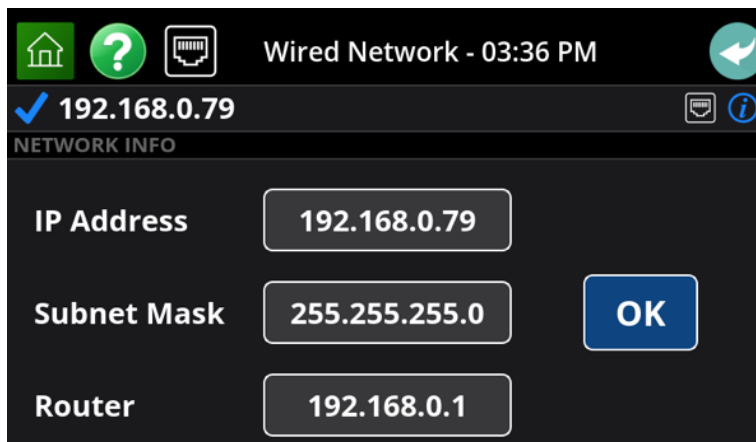 Wired Network - 03:36 PM
192.168.0.79
NETWORK INFO
IP Address 192.168.0.79
Subnet Mask 255.255.255.0
OK
Router 192.168.0.1